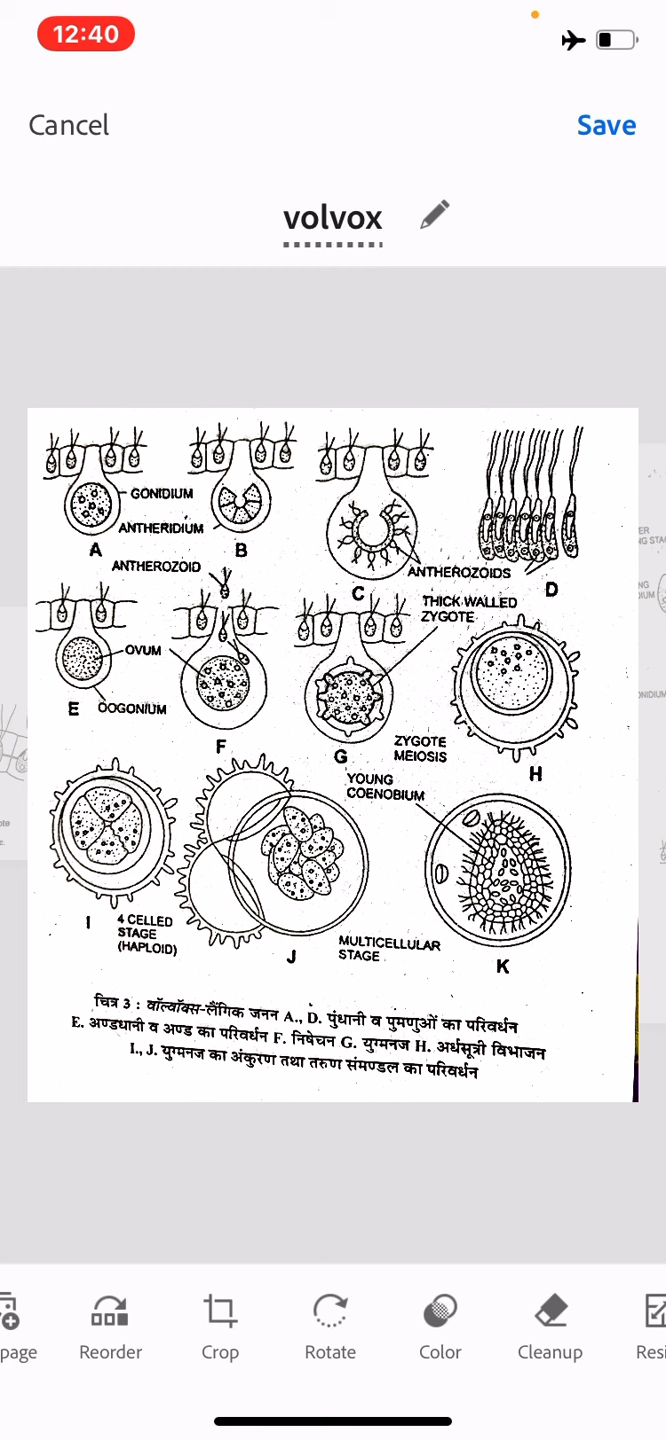 12:40
Cancel
Save
volvox
GONIDIUM
ANTHERIDIUM
A
B
ANTHEROZOID
C
ANTHEROZOIDS
D
THICK WALLED
ZYGOTE
OVUM
E
OOGONIUM
F
G
ZYGOTE
MEIOSIS
H
YOUNG
COENOBIUM
I
4 CELLED
STAGE
(HAPLOID)
J
MULTICELLULAR
STAGE
K
चित्र 3 : वॉल्वॉक्स-लैंगिक जनन A., D. पुंधानी व पुमणुओं का परिवर्धन
E. अण्डधानी व अण्ड का परिवर्धन F. निषेचन G. युग्मनज H. अर्धसूत्री विभाजन
I., J. युग्मनज का अंकुरण तथा तरुण संमण्डल का परिवर्धन
page
Reorder
Crop
Rotate
Color
Cleanup
Resi